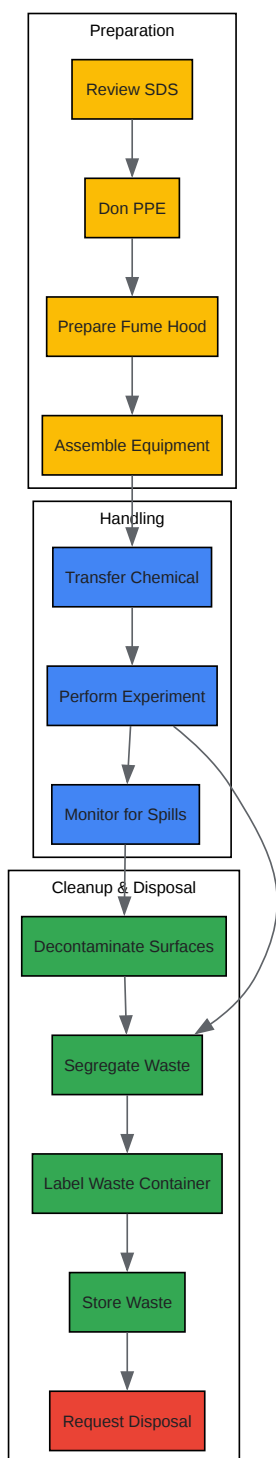 Preparation
Review SDS
Don PPE
Prepare Fume Hood
Assemble Equipment
Handling
Transfer Chemical
Perform Experiment
Monitor for Spills
Cleanup & Disposal
Decontaminate Surfaces
Segregate Waste
Label Waste Container
Store Waste
Request Disposal